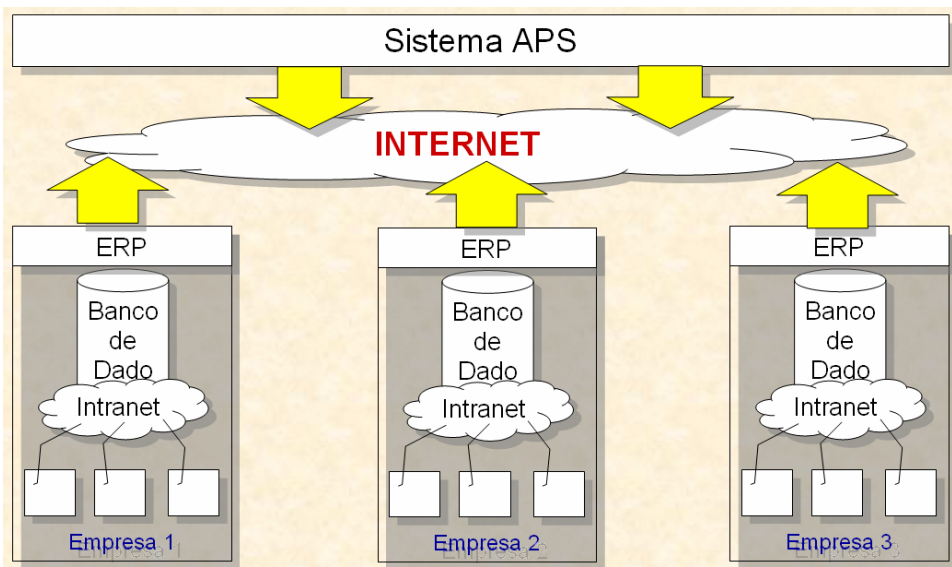 Sistema APS
INTERNET
ERP
Banco
de
Dado
Intranet
Empresa 1
ERP
Banco
de
Dado
Intranet
Empresa 2
ERP
Banco
de
Dado
Intranet
Empresa 3